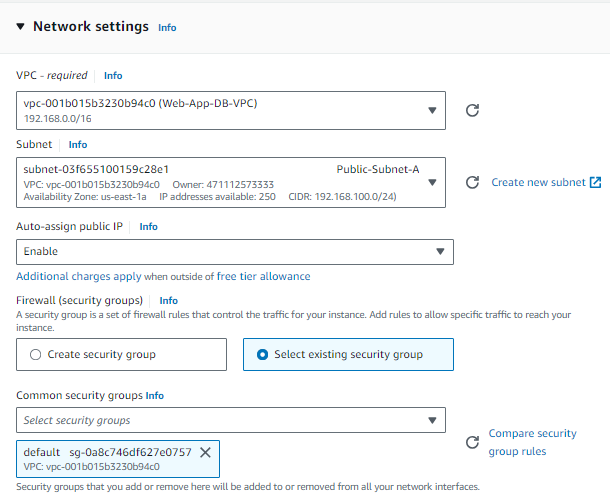 Network settings Info
VPC - required Info
vpc-001b015b3230b94c0 (Web-App-DB-VPC)
192.168.0.0/16
Subnet Info
subnet-03f655100159c28e1 Public-Subnet-A
VPC: vpc-001b015b3230b94c0 Owner: 471112573333
Availability Zone: us-east-1a IP addresses available: 250 CIDR: 192.168.100.0/24)
Create new subnet
Auto-assign public IP Info
Enable
Additional charges apply when outside of free tier allowance
Firewall (security groups) Info
A security group is a set of firewall rules that control the traffic for your instance. Add rules to allow specific traffic to reach your
instance.
Create security group
Select existing security group
Common security groups Info
Select security groups
default sg-0a8c746df627e0757
VPC: vpc-001b015b3230b94c0
Compare security
group rules
Security groups that you add or remove here will be added to or removed from all your network interfaces.